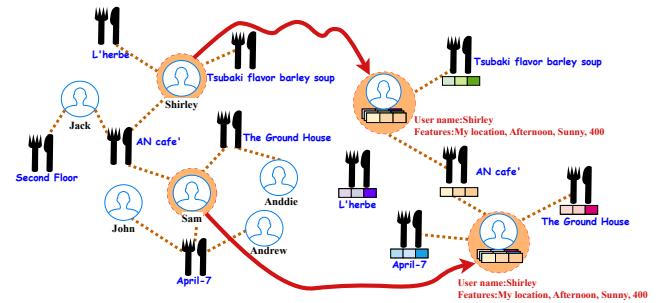 L'herbe
Tsubaki flavor barley soup
Shirley
Jack
AN cafe'
The Ground House
Second Floor
Anddie
Sam
John
Andrew
April-7
Tsubaki flavor barley soup
User name:Shirley
Features:My location, Afternoon, Sunny, 400
AN cafe'
L'herbe
The Ground House
April-7
User name:Shirley
Features:My location, Afternoon, Sunny, 400